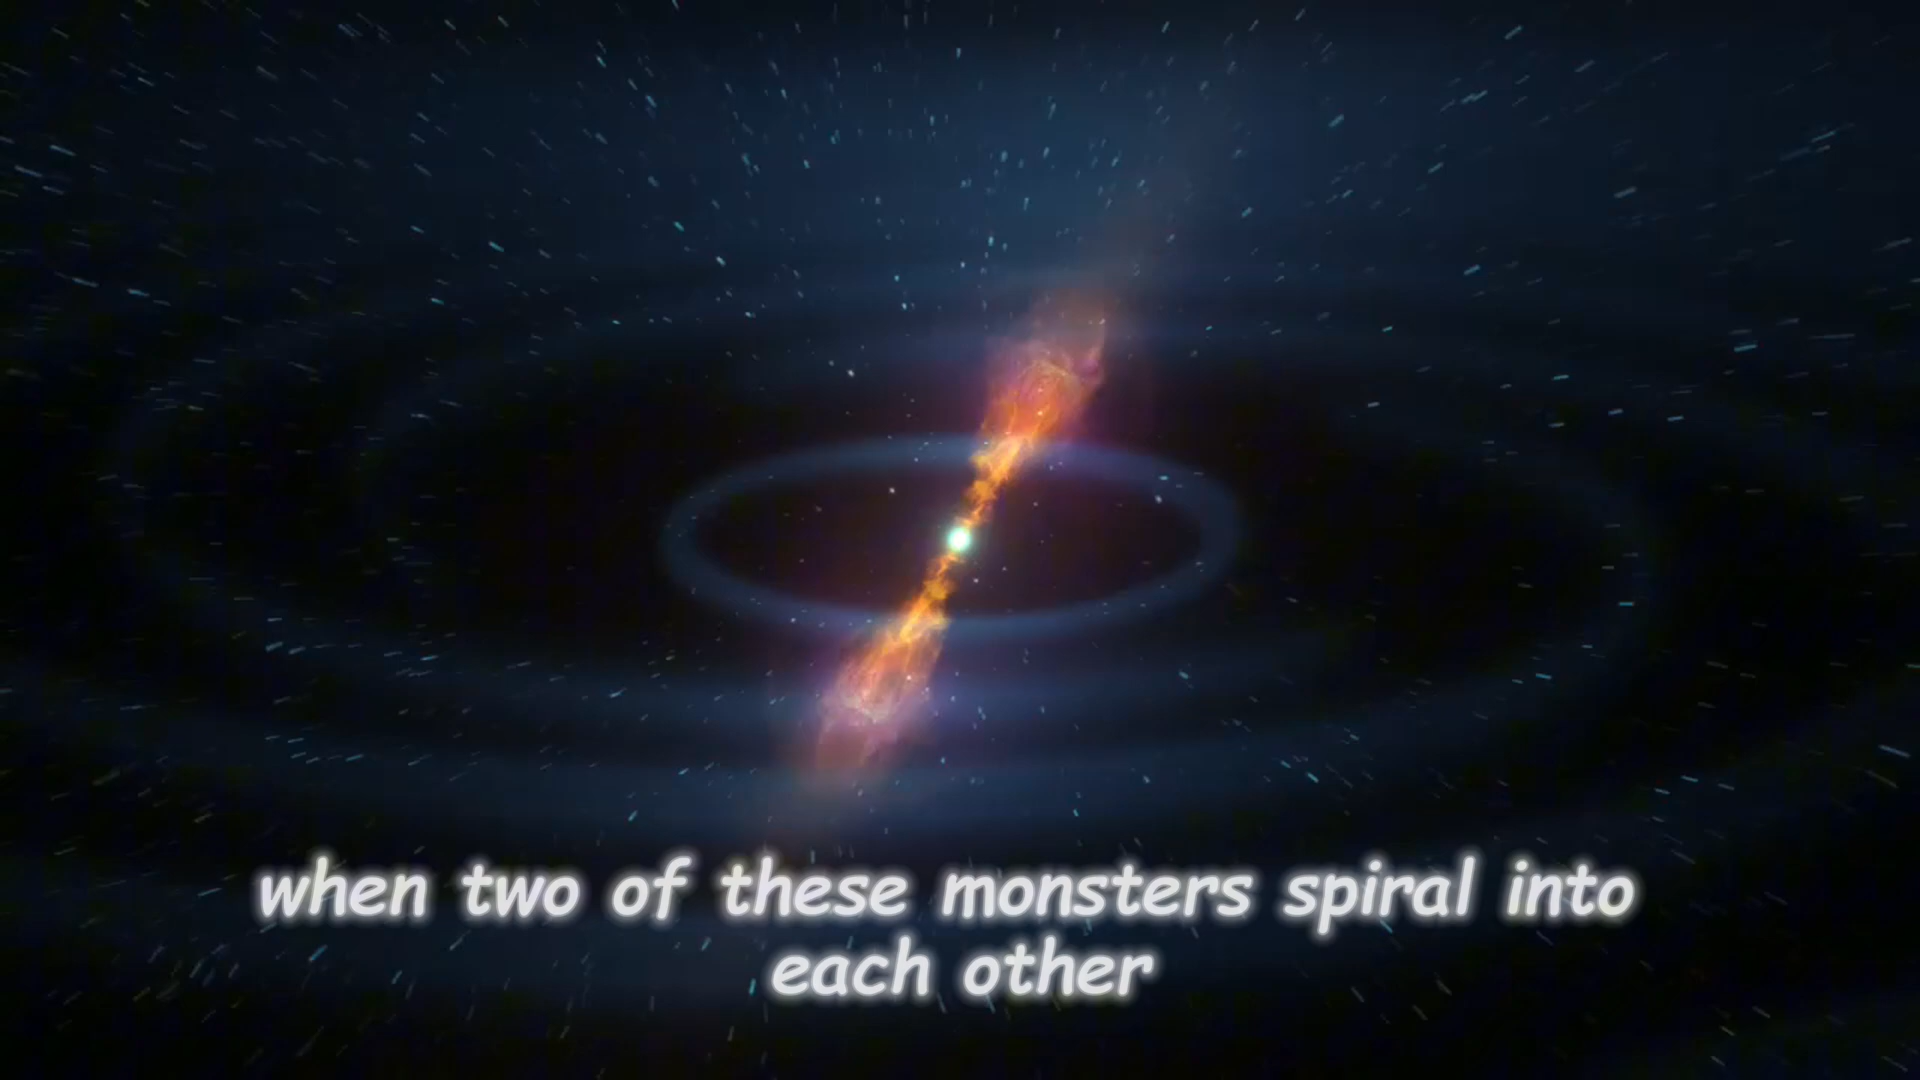 when two of these monsters spiral into
each other